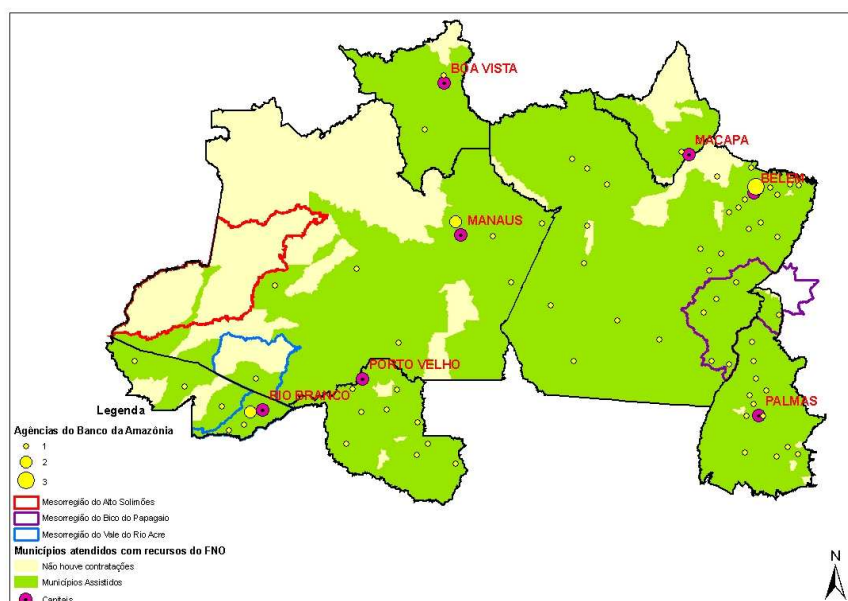 BOA VISTA
MACAPA
BELEM
MANAUS
PORTO VELHO
RIO BRANCO
PALMAS
Legenda
Agências do Banco da Amazônia
1
2
3
Mesorregião do Alto Solimões
Mesorregião do Bico do Papagaio
Mesorregião do Vale do Rio Acre
Municípios atendidos com recursos do FNO
Não houve contratações
Municípios Assistidos
Capitais
N